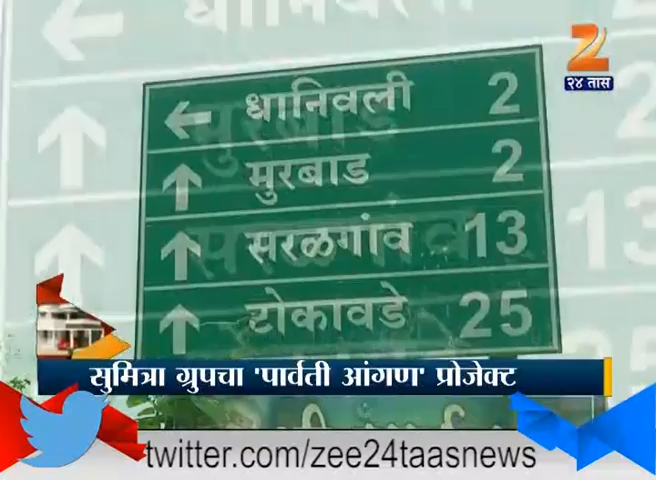 २४ तास
← धानिवली 2
↑ मुरबाड 2
↑ सरळगांव 13
↑ टोकावडे 25
सुमित्रा ग्रुपचा 'पार्वती आंगण' प्रोजेक्ट
twitter.com/zee24taasnews